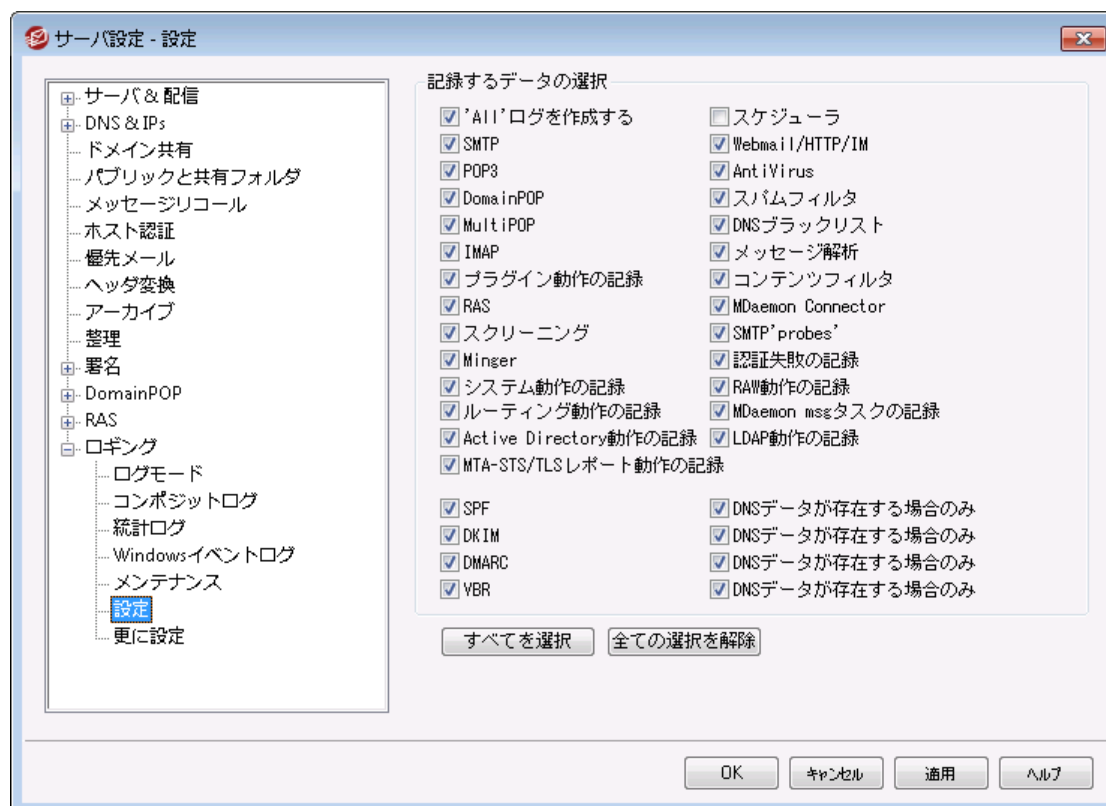 サーバ設定 - 設定
サーバ & 配信
DNS & IPs
ドメイン共有
パブリックと共有フォルダ
メッセージリコール
ホスト認証
優先メール
ヘッダ変換
アーカイブ
整理
署名
DomainPOP
RAS
ロギング
ログモード
コンポジットログ
統計ログ
Windowsイベントログ
メンテナンス
設定
更に設定
記録するデータの選択
'All'ログを作成する
SMTP
POP3
DomainPOP
MultiPOP
IMAP
プラグイン動作の記録
RAS
スクリーニング
Minger
システム動作の記録
ルーティング動作の記録
Active Directory動作の記録
MTA-STS/TLSレポート動作の記録
スケジューラ
Webmail/HTTP/IM
AntiVirus
スパムフィルタ
DNSブラックリスト
メッセージ解析
コンテンツフィルタ
MDaemon Connector
SMTP'probes'
認証失敗の記録
RAW動作の記録
MDaemon msgタスクの記録
LDAP動作の記録
SPF
DNSデータが存在する場合のみ
DKIM
DNSデータが存在する場合のみ
DMARC
DNSデータが存在する場合のみ
VBR
DNSデータが存在する場合のみ
すべてを選択
全ての選択を解除
OK
キャンセル
適用
ヘルプ